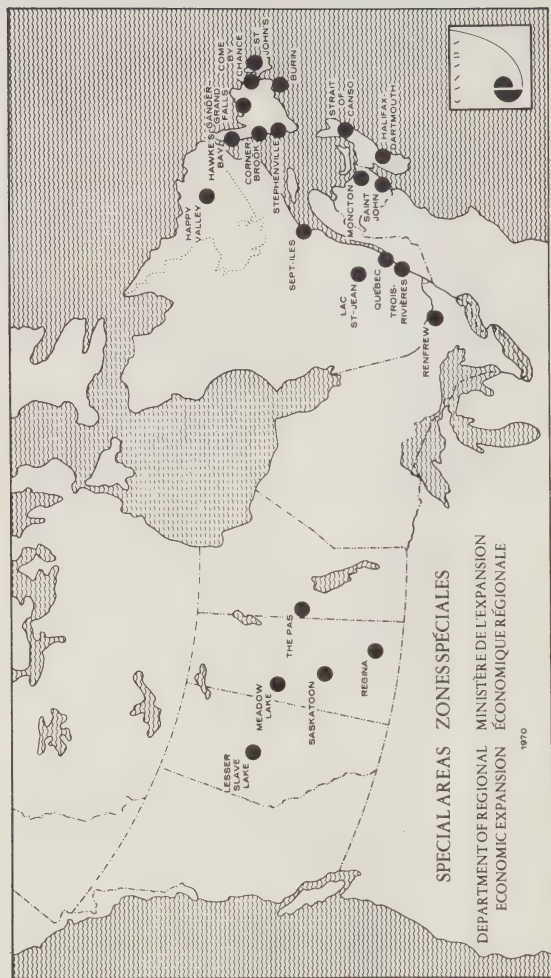 CANADA
HAPPY
VALLEY
HAWKES
BAY
GANDER-
GRAND
FALLS
COME
BY
CHANCE
ST
JOHN'S
BURIN
CORNER
BROOK
STEPHENVILLE
SEPT-ILES
STRAIT
OF
CANSO
HALIFAX-
DARTMOUTH
MONCTON
SAINT
JOHN
LAC
ST-JEAN
QUÉBEC
TROIS-
RIVIÈRES
RENFREW
THE PAS
MEADOW
LAKE
SASKATOON
REGINA
LESSER
SLAVE
LAKE
SPECIAL AREAS ZONES SPÉCIALES
DEPARTMENT OF REGIONAL MINISTÈRE DE L'EXPANSION
ECONOMIC EXPANSION ÉCONOMIQUE RÉGIONALE
1970